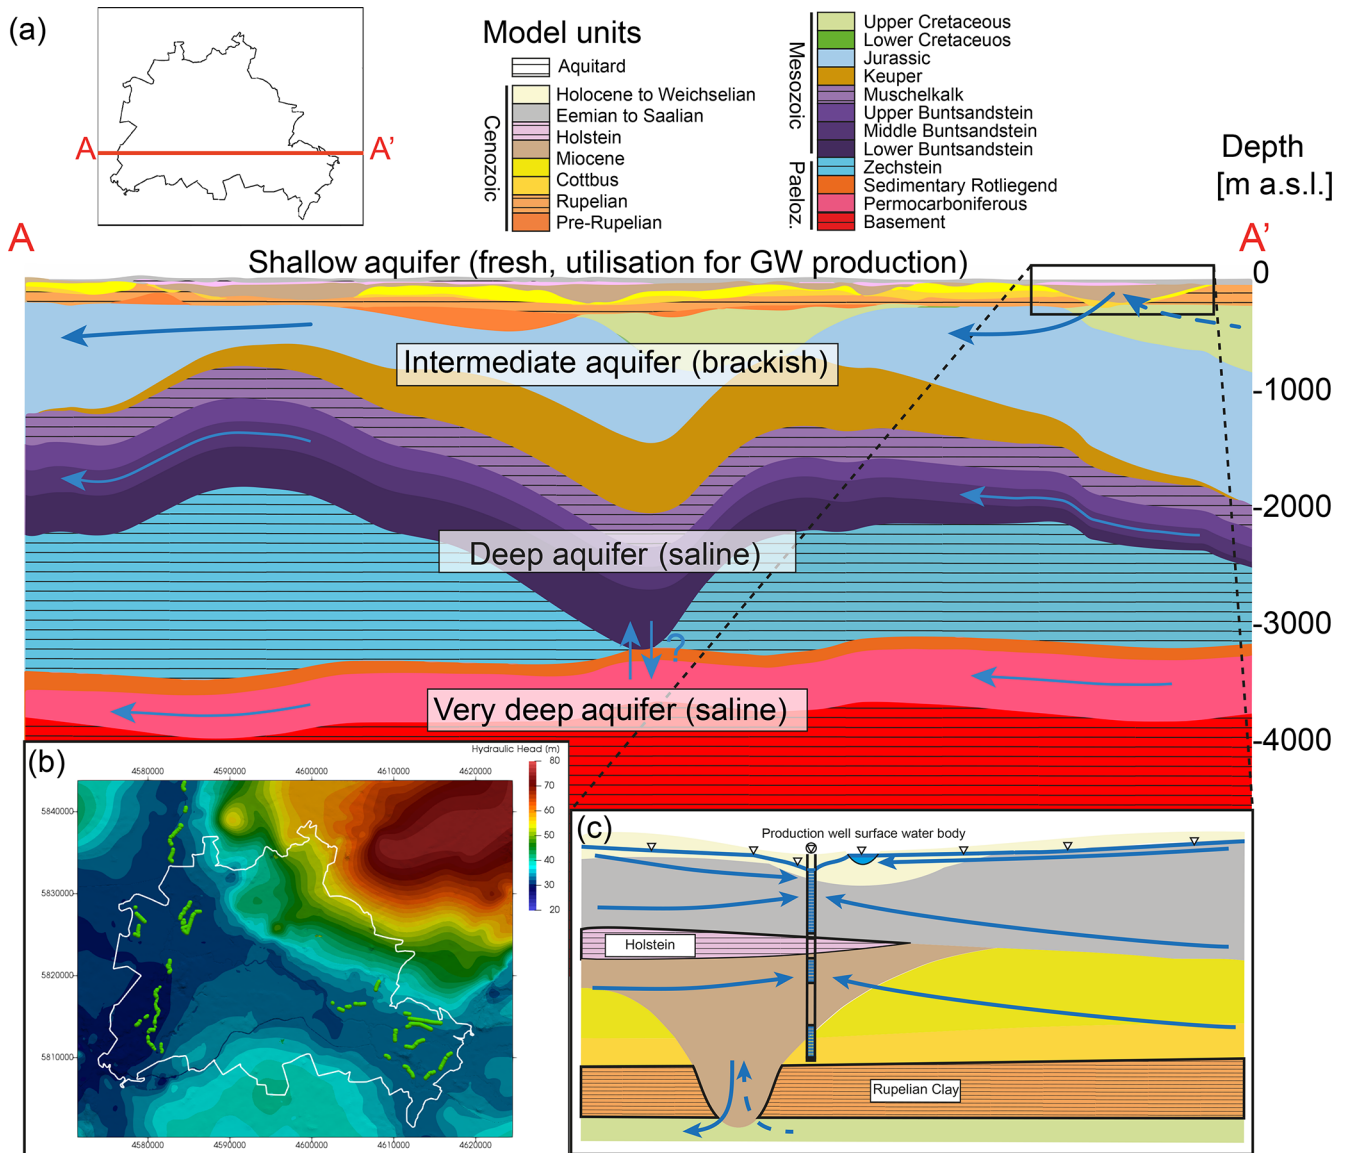 (a)
A
A'
Model units
Aquitard
Cenozoic
Holocene to Weichselian
Eemian to Saalian
Holstein
Miocene
Cottbus
Rupelian
Pre-Rupelian
Mesozoic
Upper Cretaceous
Lower Cretaceuos
Jurassic
Keuper
Muschelkalk
Upper Buntsandstein
Middle Buntsandstein
Lower Buntsandstein
Paeloz.
Zechstein
Sedimentary Rotliegend
Permocarboniferous
Basement
Depth
[m a.s.l.]
A
A'
Shallow aquifer (fresh, utilisation for GW production)
0
Intermediate aquifer (brackish)
-1000
-2000
Deep aquifer (saline)
-3000
?
Very deep aquifer (saline)
-4000
(b)
Hydraulic Head (m)
4580000 4590000 4600000 4610000 4620000
80
70
60
50
40
30
20
5840000
5830000
5820000
5810000
4580000 4590000 4600000 4610000 4620000
(c)
Production well surface water body
Holstein
Rupelian Clay